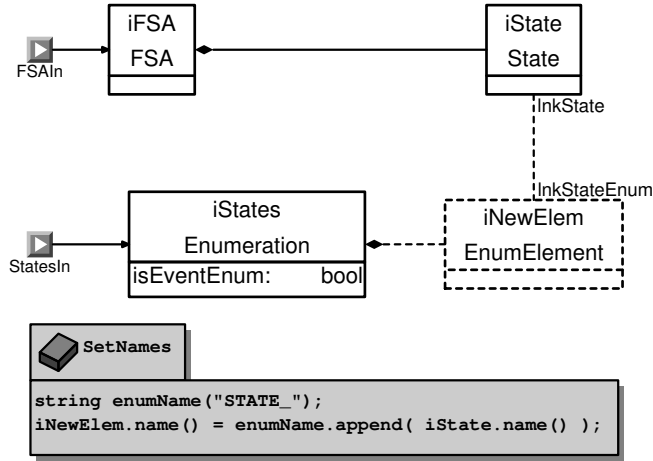 iFSA
FSA
iState
State
FSAIn
lnkState
lnkStateEnum
iStates
Enumeration
isEventEnum: bool
iNewElem
EnumElement
StatesIn
SetNames
string enumName("STATE_");
iNewElem.name() = enumName.append( iState.name() );